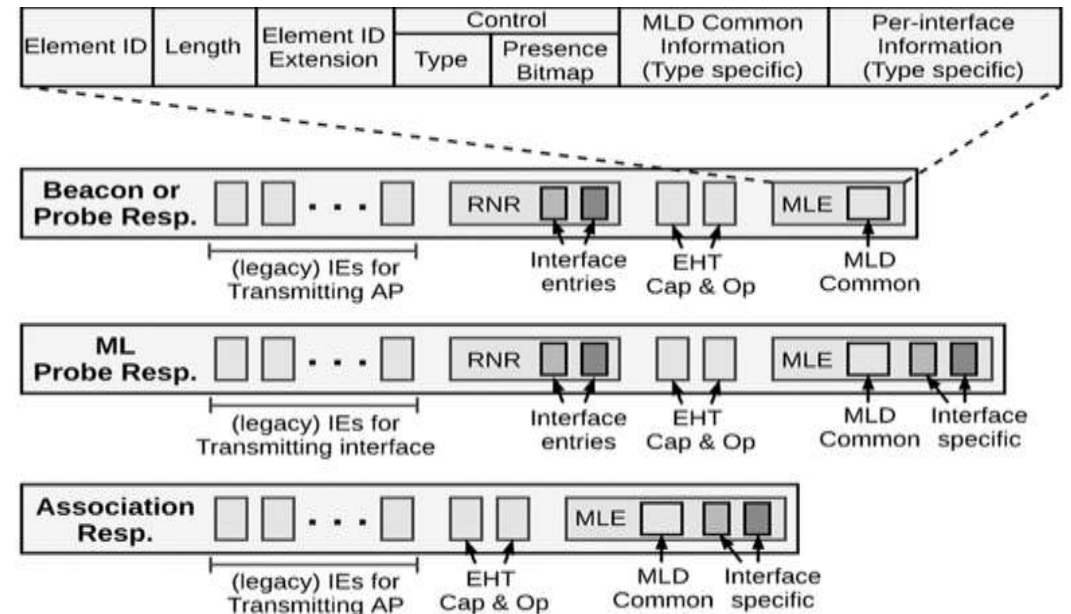 Element ID
Length
Element ID
Extension
Control
Type
Presence
Bitmap
MLD Common
Information
(Type specific)
Per-interface
Information
(Type specific)
Beacon or
Probe Resp.
. . .
RNR
MLE
(legacy) IEs for
Transmitting AP
Interface
entries
EHT
Cap & Op
MLD
Common
ML
Probe Resp.
. . .
RNR
MLE
(legacy) IEs for
Transmitting interface
Interface
entries
EHT
Cap & Op
MLD
Common
Interface
specific
Association
Resp.
. . .
MLE
(legacy) IEs for
Transmitting AP
EHT
Cap & Op
MLD
Common
Interface
specific